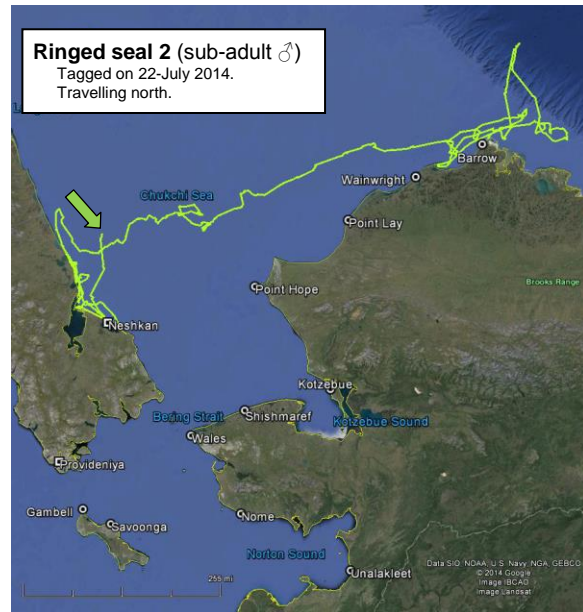 Ringed seal 2 (sub-adult ♂)
Tagged on 22-July 2014.
Travelling north.
Barrow
Wainwright
Chukchi Sea
Point Lay
Brooks Range
Point Hope
Neshkan
Kotzebue
Bering Strait
Shishmaref
Kotzebue Sound
Wales
Provideniya
Gambell
Savoonga
Nome
Norton Sound
Unalakleet
Data SIO, NOAA, U.S. Navy, NGA, GEBCO
© 2014 Google
Image IBCAO
Image Landsat
255 mi